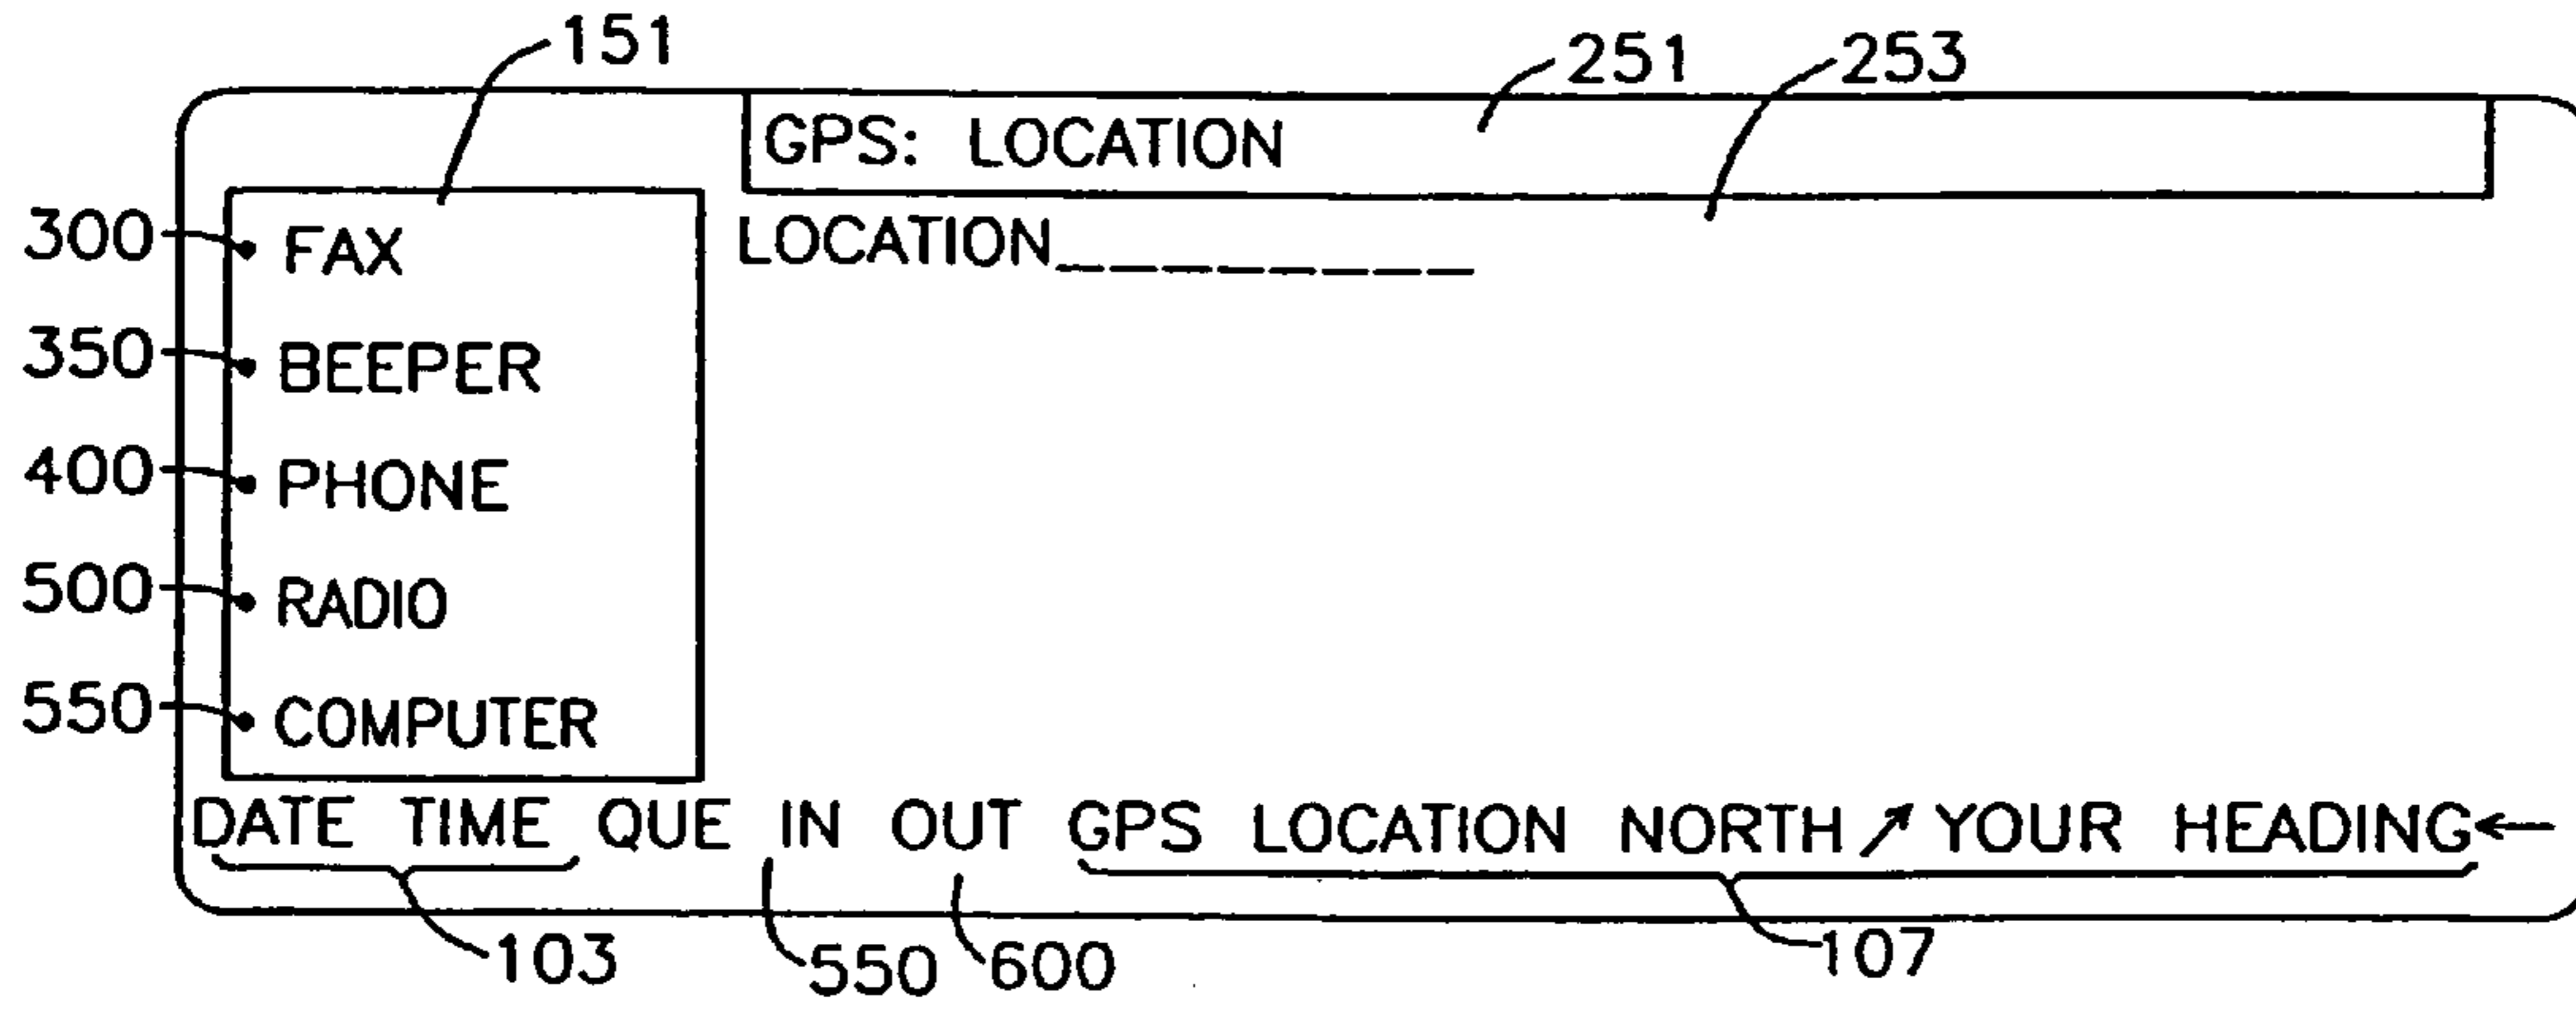 151 251 253
GPS: LOCATION
300 FAX LOCATION_ _ _ _ _ _ _ _
350 BEEPER
400 PHONE
500 RADIO
550 COMPUTER
DATE TIME QUE IN OUT GPS LOCATION NORTH ↗ YOUR HEADING ←
103 550 600 107